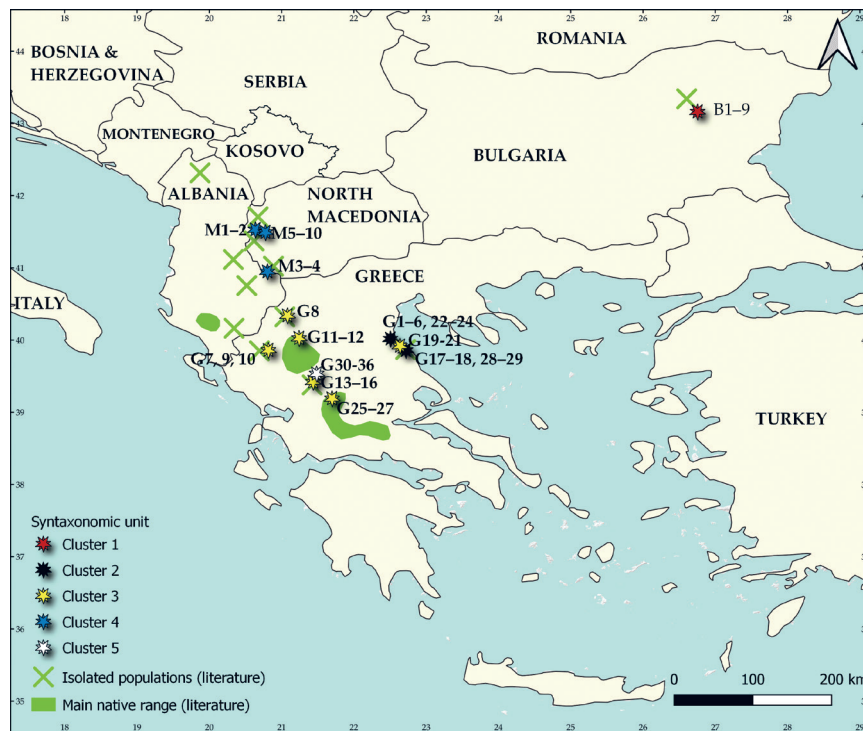 ROMANIA
BOSNIA &
HERZEGOVINA
SERBIA
MONTENEGRO
KOSOVO
BULGARIA
B1–9
ALBANIA
NORTH
MACEDONIA
M1–2
M5–10
M3–4
ITALY
GREECE
G8
G1–6, 22–24
G11–12
G19-21
G7, 9, 10
G17–18, 28–29
G30-36
G13–16
G25–27
TURKEY
44
43
42
41
40
39
38
37
36
35
Syntaxonomic unit
Cluster 1
Cluster 2
Cluster 3
Cluster 4
Cluster 5
Isolated populations (literature)
Main native range (literature)
0 100 200 km
18 19 20 21 22 23 24 25 26 27 28 29